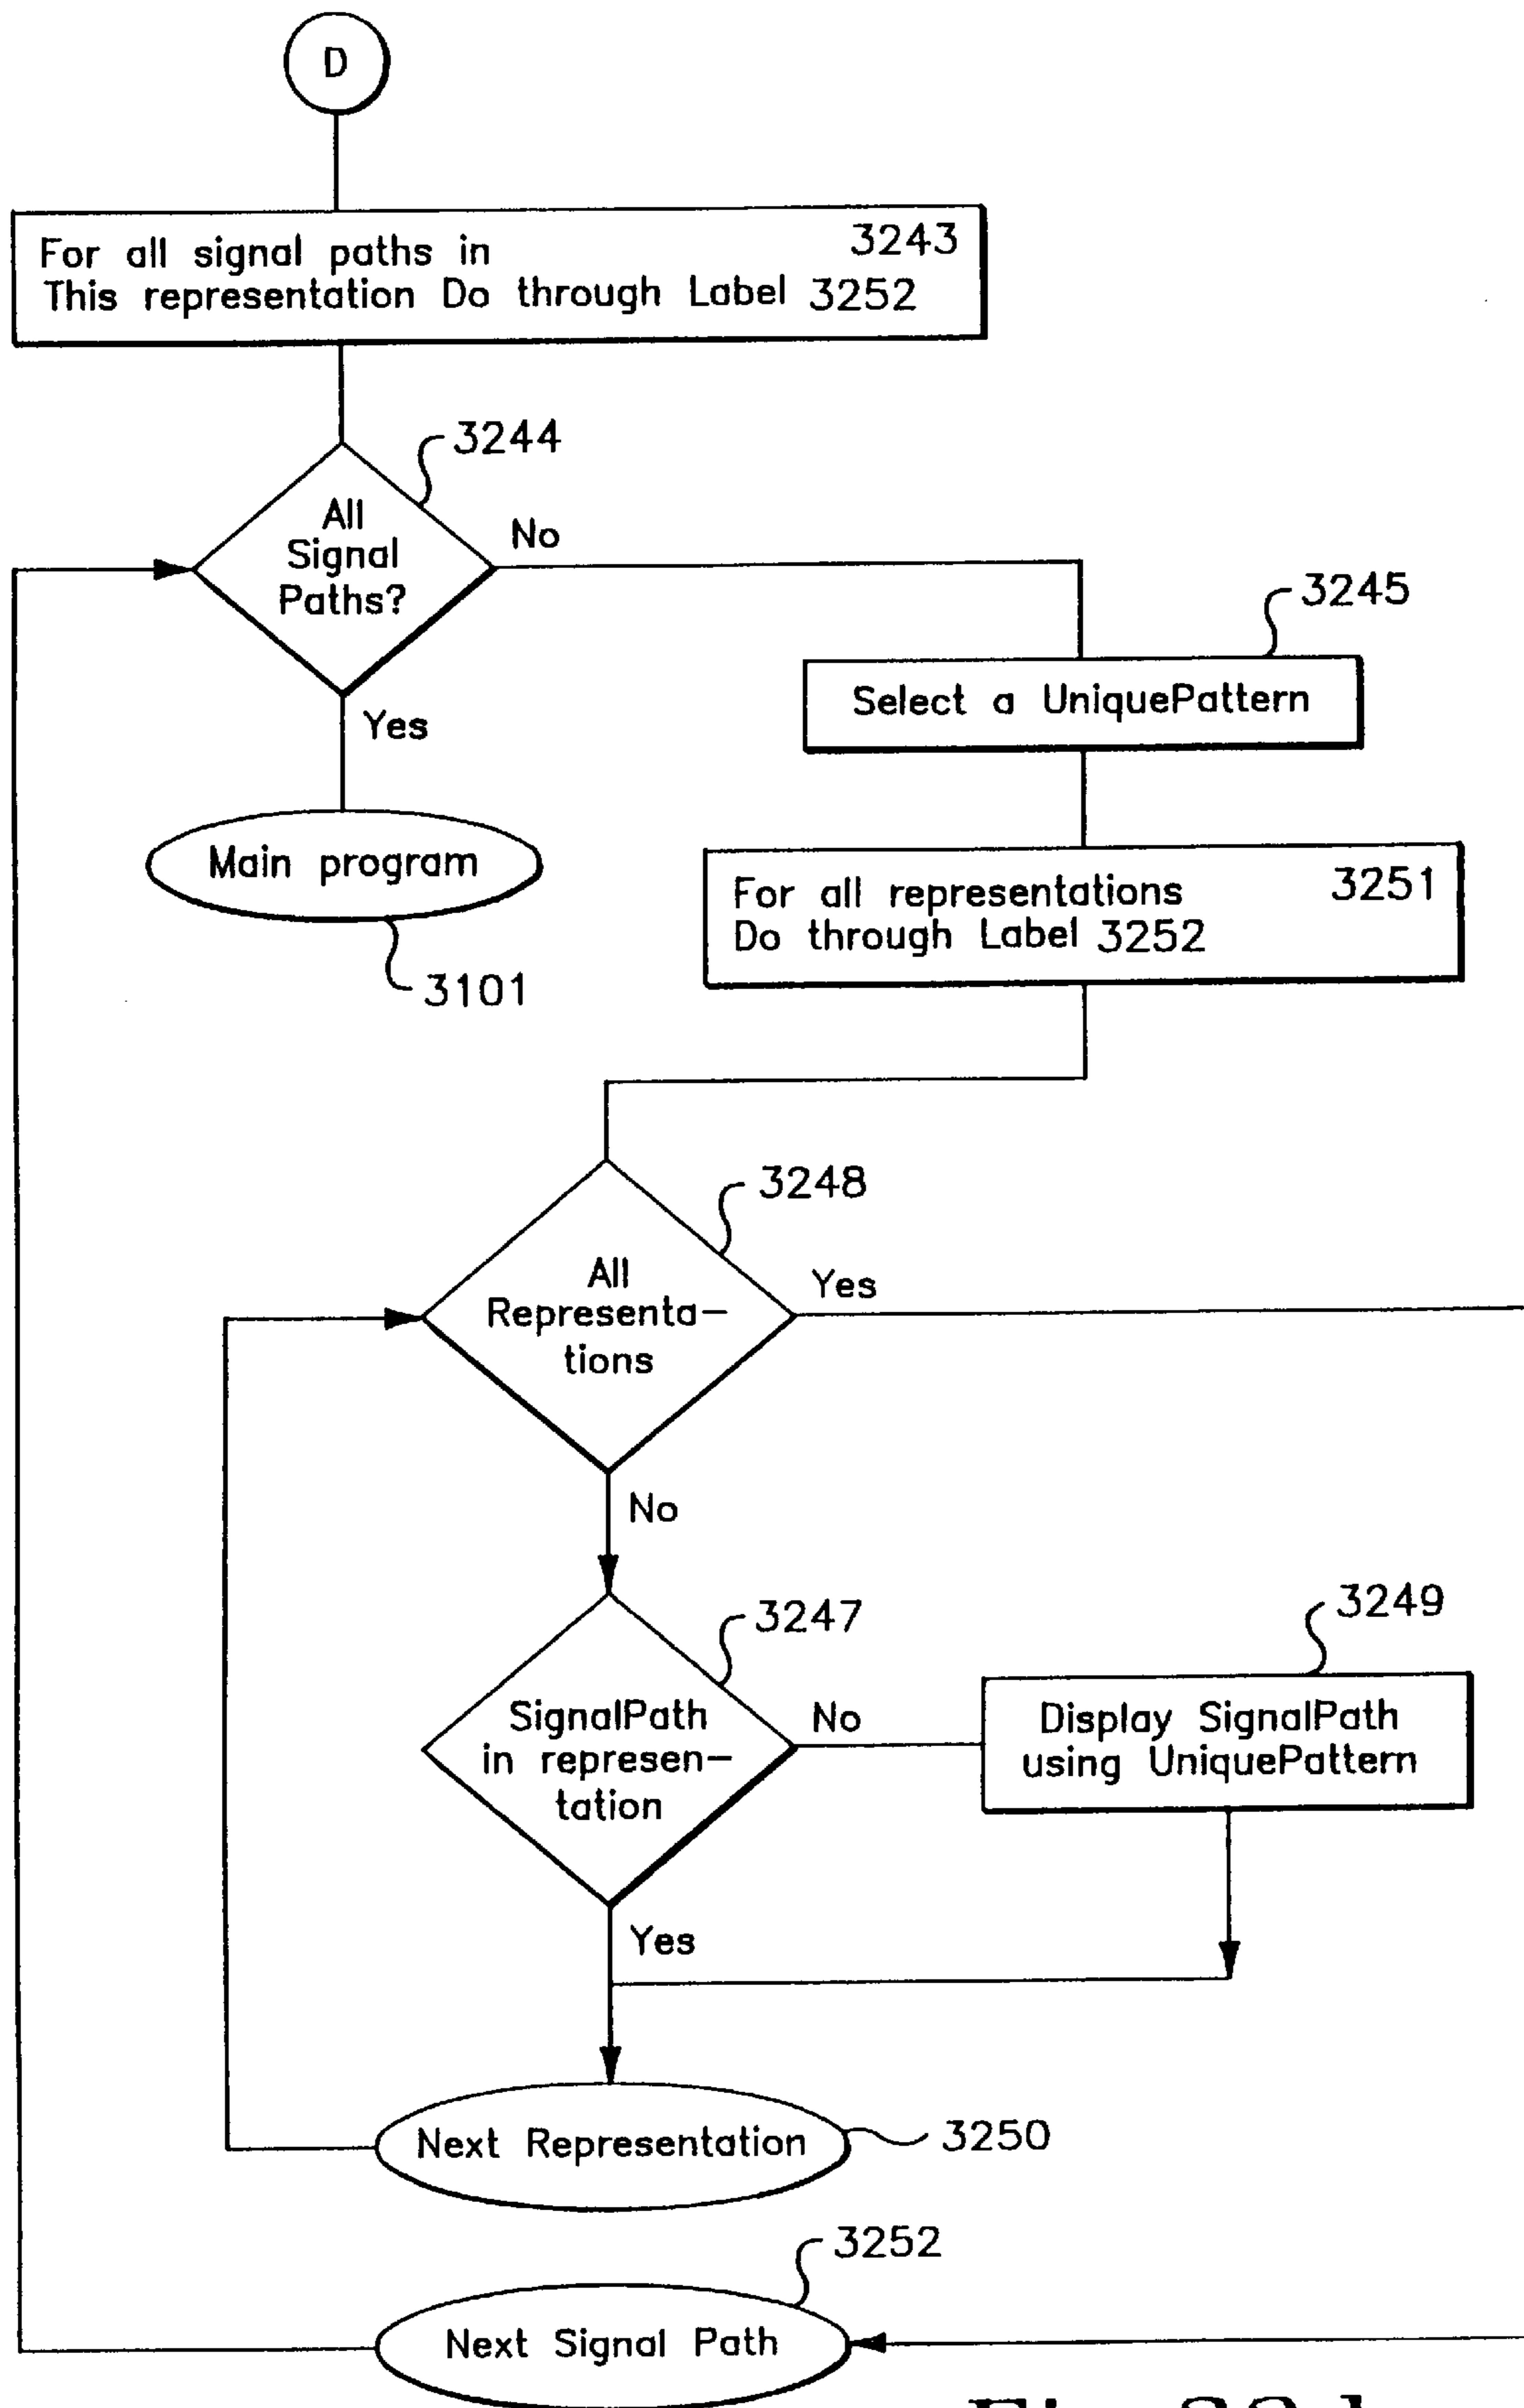 D
For all signal paths in 3243
This representation Do through Label 3252
3244
All
Signal
Paths?
No
Yes
3245
Select a UniquePattern
Main program
3101
For all representations 3251
Do through Label 3252
3248
All
Representa-
tions
Yes
No
3247
SignalPath
in represen-
tation
No
3249
Display SignalPath
using UniquePattern
Yes
Next Representation
3250
3252
Next Signal Path